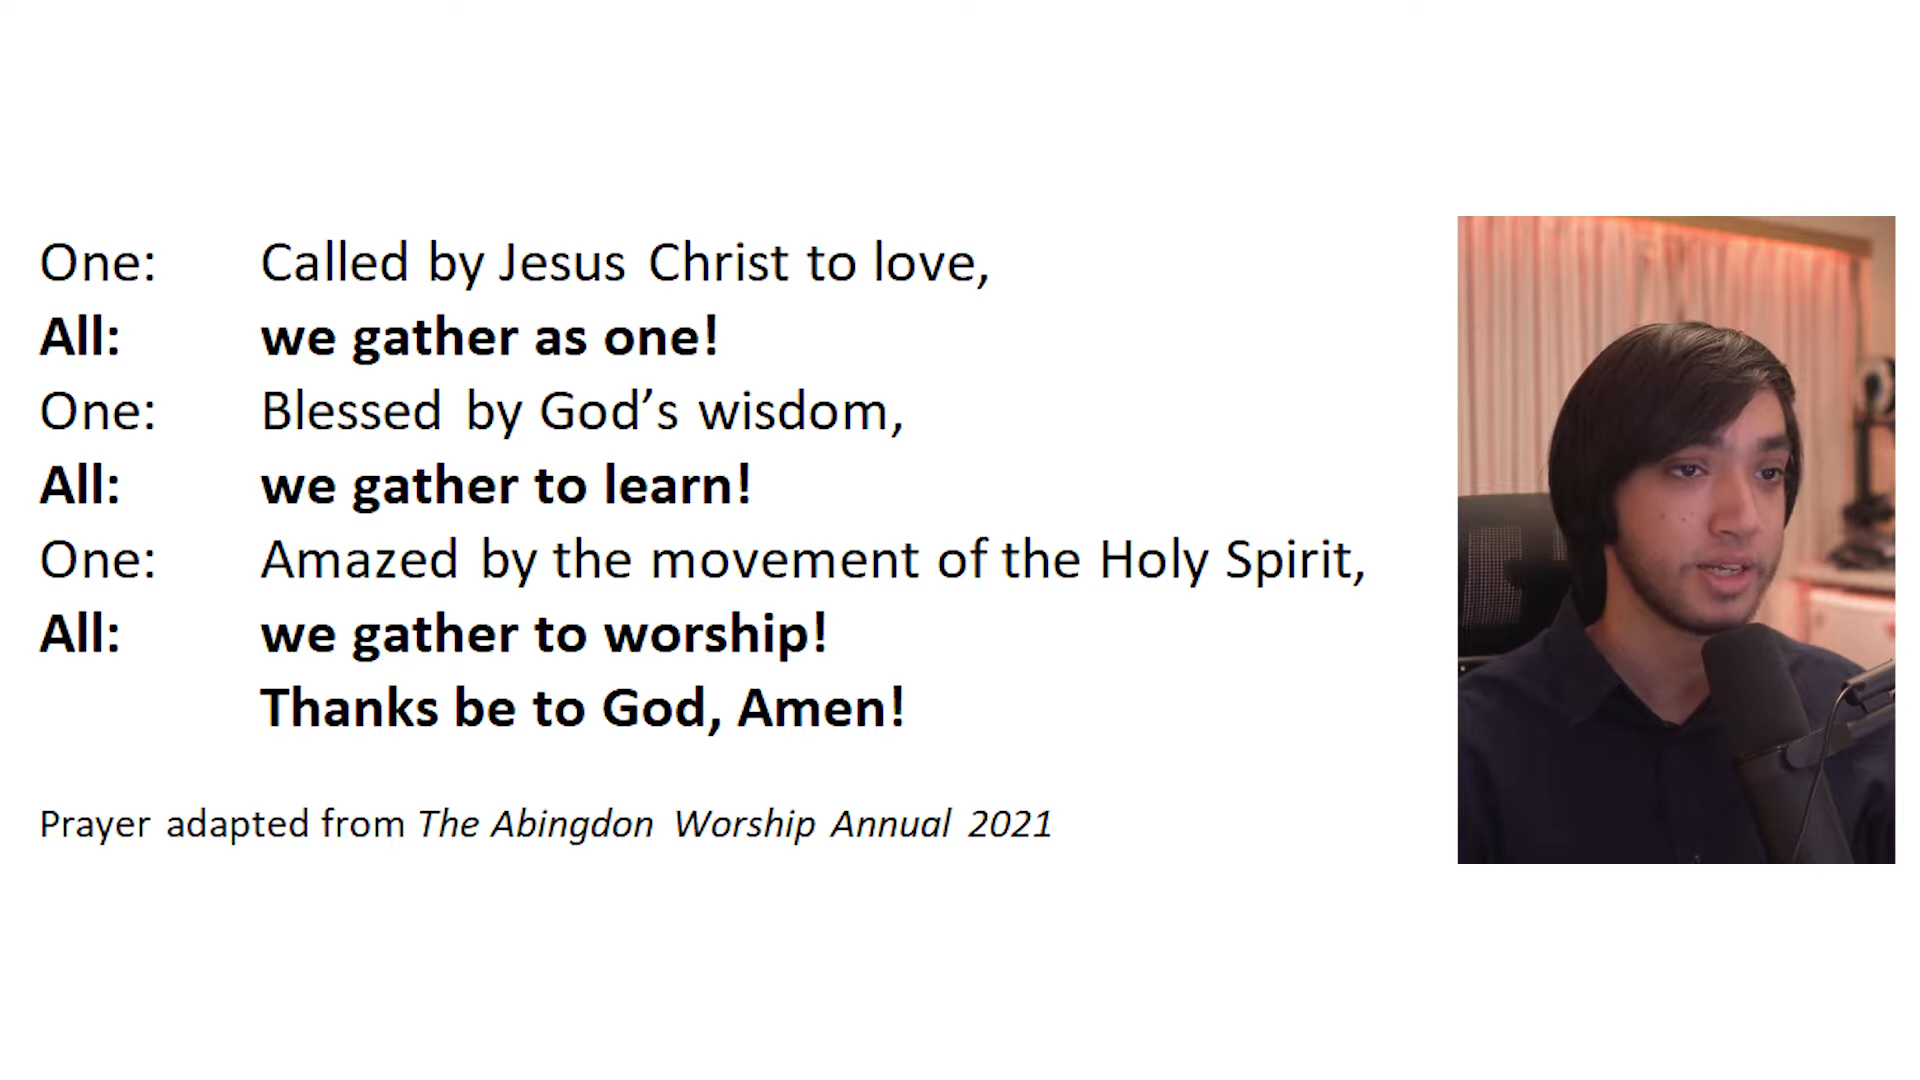 One: Called by Jesus Christ to love,
All: we gather as one!
One: Blessed by God’s wisdom,
All: we gather to learn!
One: Amazed by the movement of the Holy Spirit,
All: we gather to worship!
Thanks be to God, Amen!
Prayer adapted from The Abingdon Worship Annual 2021